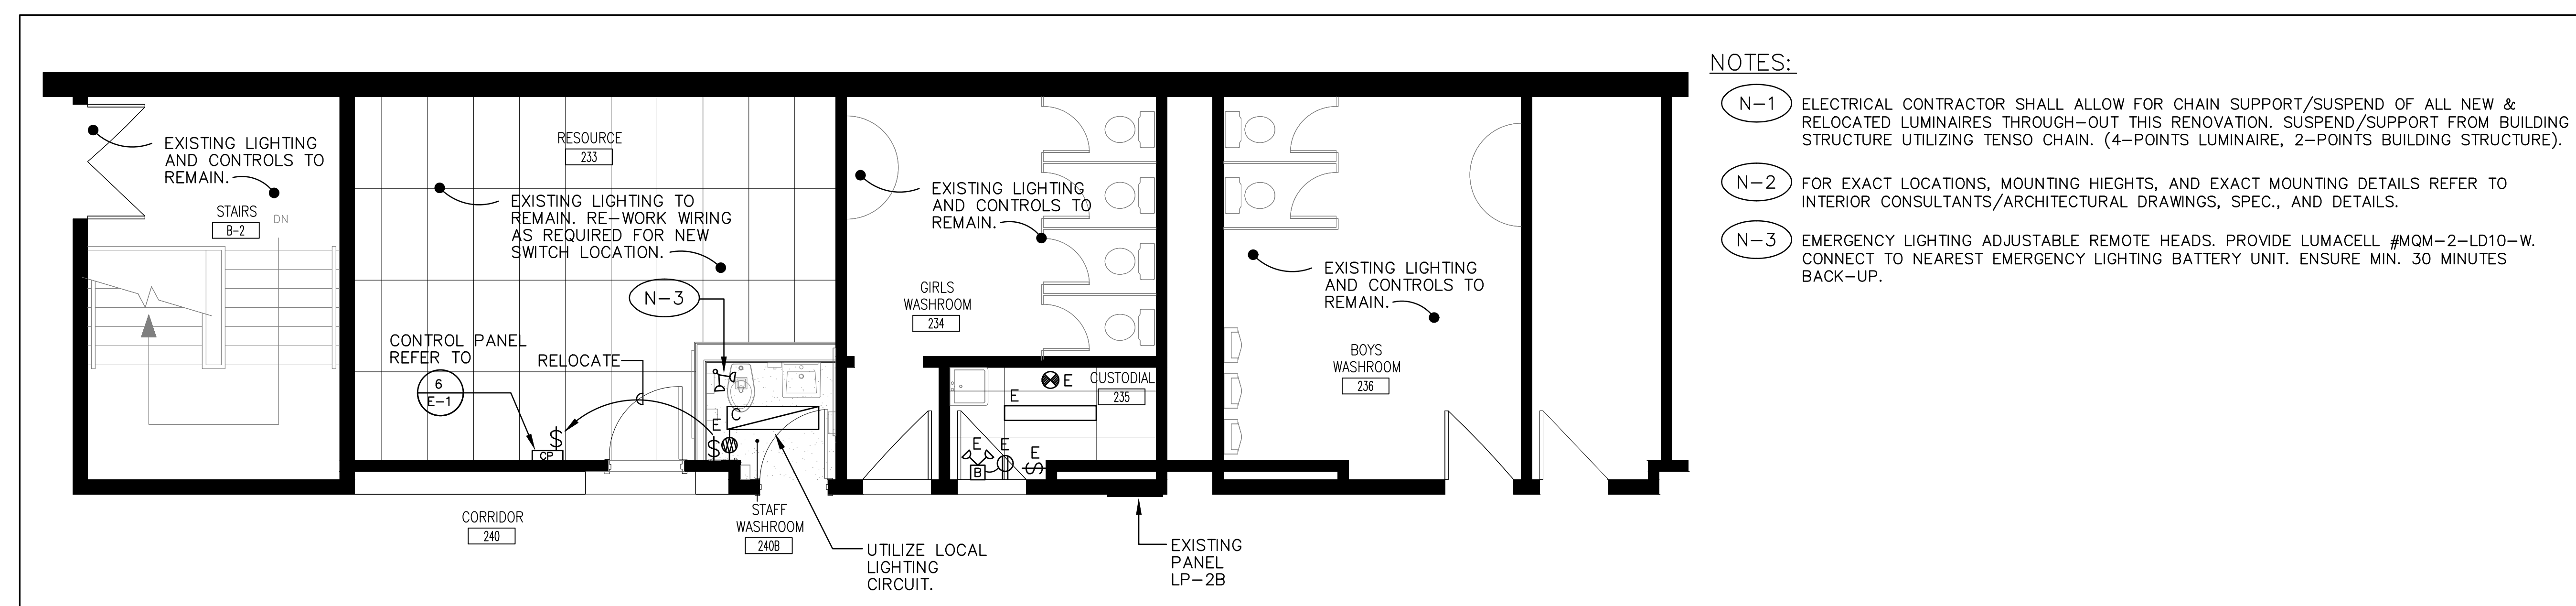 NOTES:
N-1 ELECTRICAL CONTRACTOR SHALL ALLOW FOR CHAIN SUPPORT/SUSPEND OF ALL NEW &
RELOCATED LUMINAIRES THROUGH-OUT THIS RENOVATION. SUSPEND/SUPPORT FROM BUILDING
STRUCTURE UTILIZING TENSO CHAIN. (4-POINTS LUMINAIRE, 2-POINTS BUILDING STRUCTURE).
N-2 FOR EXACT LOCATIONS, MOUNTING HIEGHTS, AND EXACT MOUNTING DETAILS REFER TO
INTERIOR CONSULTANTS/ARCHITECTURAL DRAWINGS, SPEC., AND DETAILS.
N-3 EMERGENCY LIGHTING ADJUSTABLE REMOTE HEADS. PROVIDE LUMACELL #MQM-2-LD10-W.
CONNECT TO NEAREST EMERGENCY LIGHTING BATTERY UNIT. ENSURE MIN. 30 MINUTES
BACK-UP.
EXISTING LIGHTING
AND CONTROLS TO
REMAIN.
STAIRS
B-2
DN
RESOURCE
233
EXISTING LIGHTING TO
REMAIN. RE-WORK WIRING
AS REQUIRED FOR NEW
SWITCH LOCATION.
N-3
CONTROL PANEL
REFER TO
6
E-1
RELOCATE
$
CP
C
E
$
W
EXISTING LIGHTING
AND CONTROLS TO
REMAIN.
GIRLS
WASHROOM
234
E
CUSTODIAL
235
E
E
E
E
B
$
EXISTING LIGHTING
AND CONTROLS TO
REMAIN.
BOYS
WASHROOM
236
CORRIDOR
240
STAFF
WASHROOM
240B
UTILIZE LOCAL
LIGHTING
CIRCUIT.
EXISTING
PANEL
LP-2B